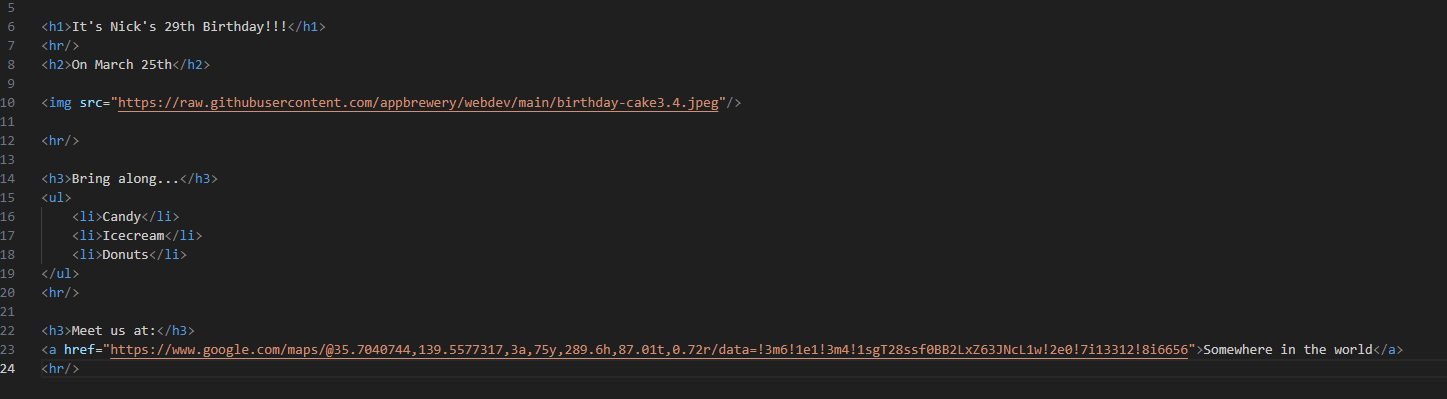 5
6 <h1>It's Nick's 29th Birthday!!!</h1>
7 <hr/>
8 <h2>On March 25th</h2>
9
10 <img src="https://raw.githubusercontent.com/appbrewery/webdev/main/birthday-cake3.4.jpeg"/>
11
12 <hr/>
13
14 <h3>Bring along...</h3>
15 <ul>
16     <li>Candy</li>
17     <li>Icecream</li>
18     <li>Donuts</li>
19 </ul>
20 <hr/>
21
22 <h3>Meet us at:</h3>
23 <a href="https://www.google.com/maps/@35.7040744,139.5577317,3a,75y,289.6h,87.01t,0.72r/data=!3m6!1e1!3m4!1sgT28ssf0BB2LxZ63JNcL1w!2e0!7i13312!8i6656">Somewhere in the world</a>
24 <hr/>